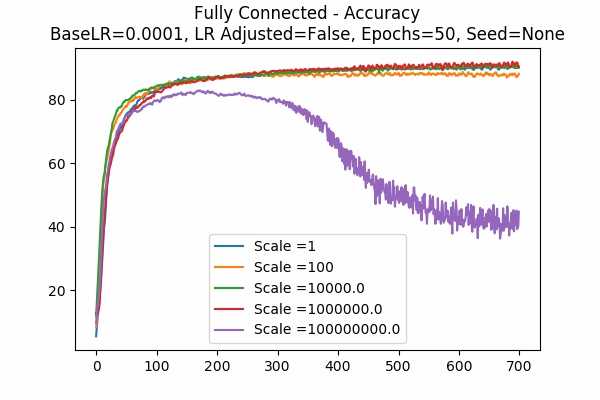 Fully Connected - Accuracy
BaseLR=0.0001, LR Adjusted=False, Epochs=50, Seed=None
80
60
40
20
Scale =1
Scale =100
Scale =10000.0
Scale =1000000.0
Scale =100000000.0
0 100 200 300 400 500 600 700